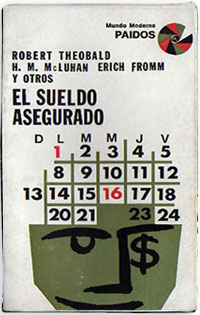 Mundo Moderno
PAIDOS
ROBERT THEOBALD
H. M. McLUHAN ERICH FROMM
Y OTROS
EL SUELDO
ASEGURADO
D L M M J V
1 2 3 4 5
8 9 10 11 12
13 14 15 16 17 18
20 21 23 24
$